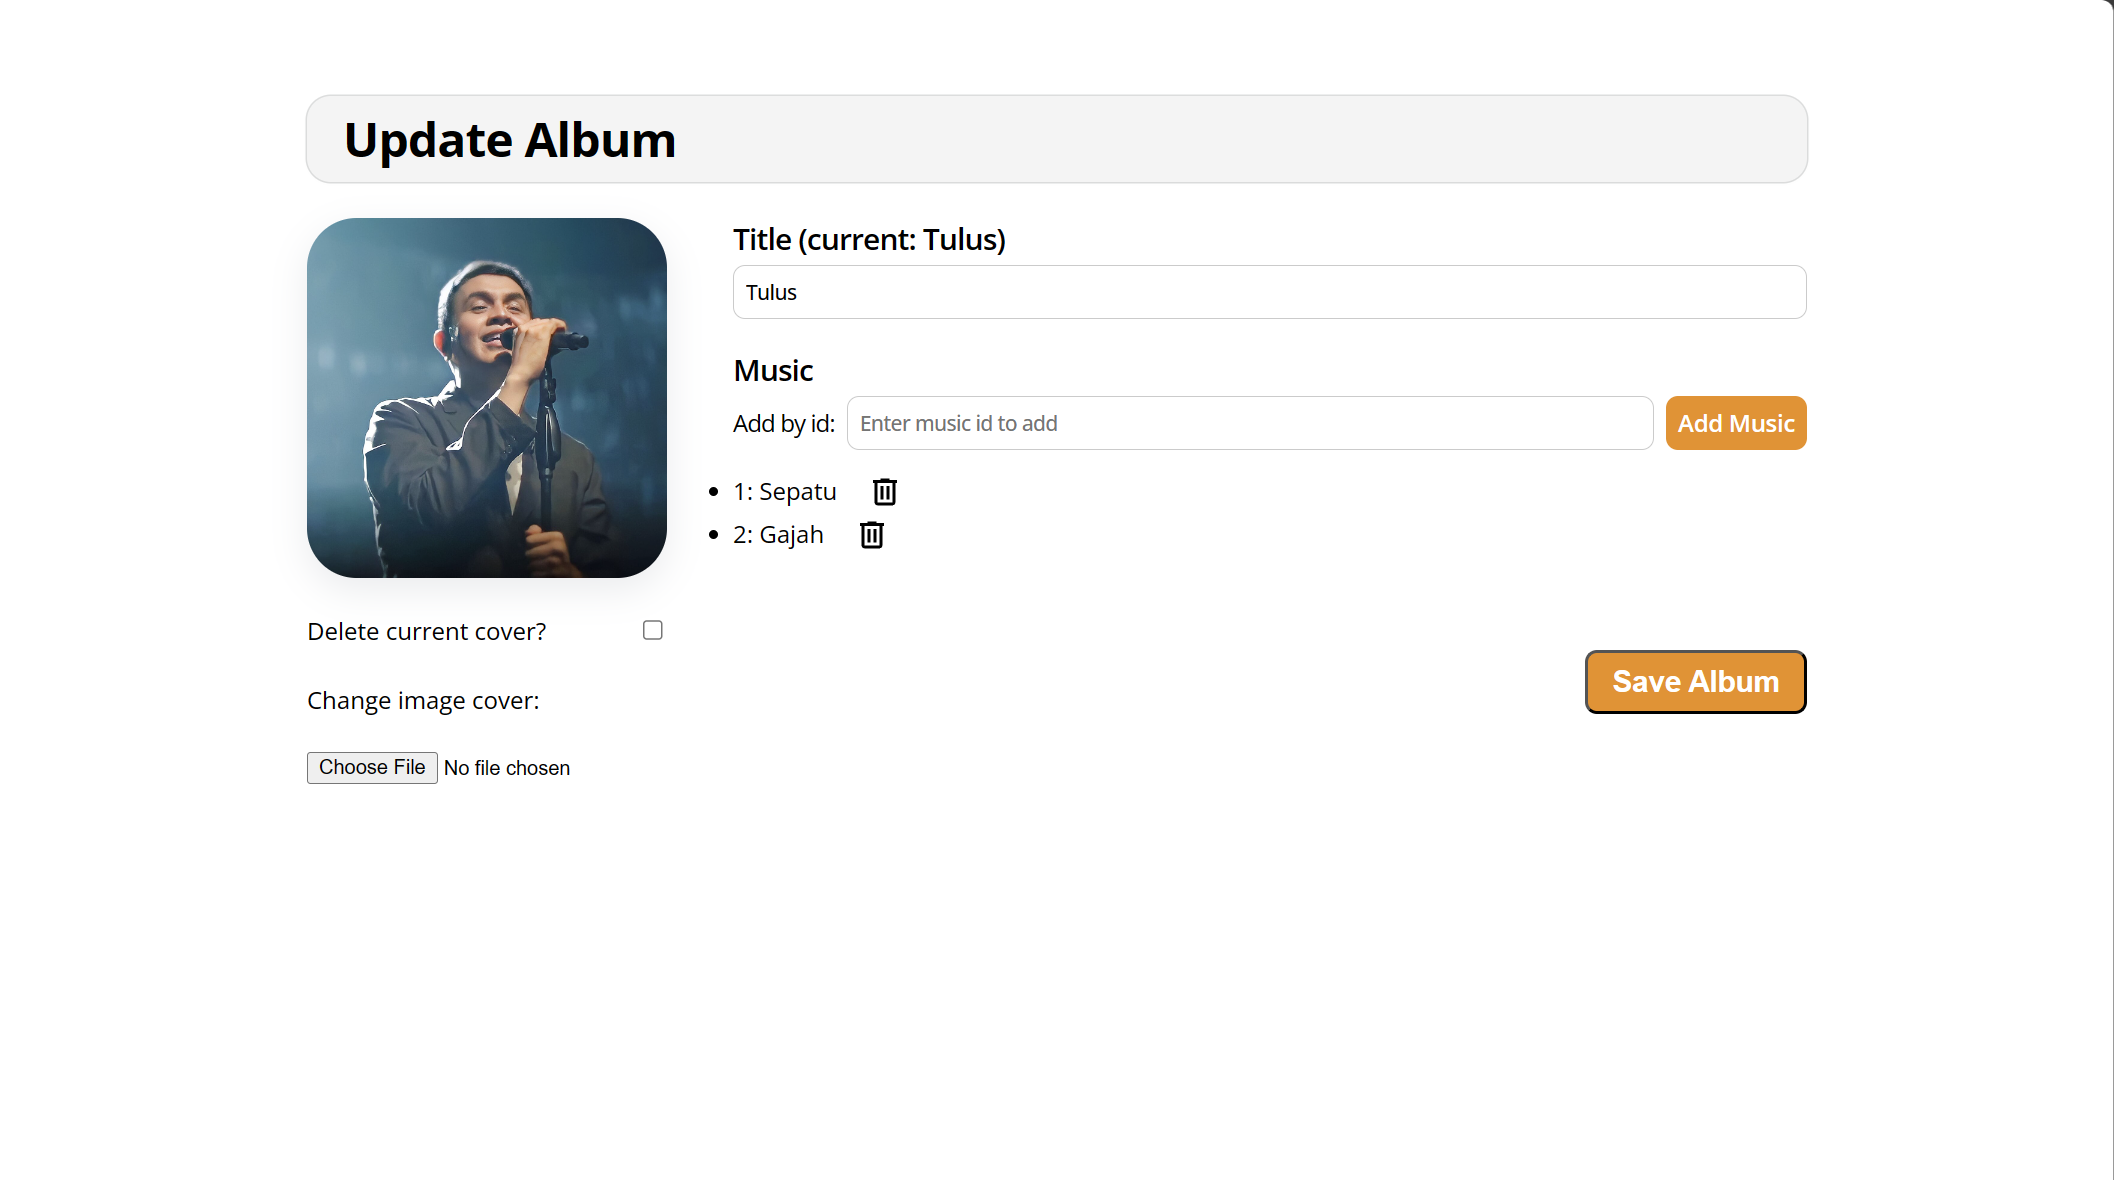 Update Album
Title (current: Tulus)
Tulus
Music
Add by id:
Enter music id to add
Add Music
1: Sepatu
2: Gajah
Delete current cover?
Save Album
Change image cover:
Choose File No file chosen